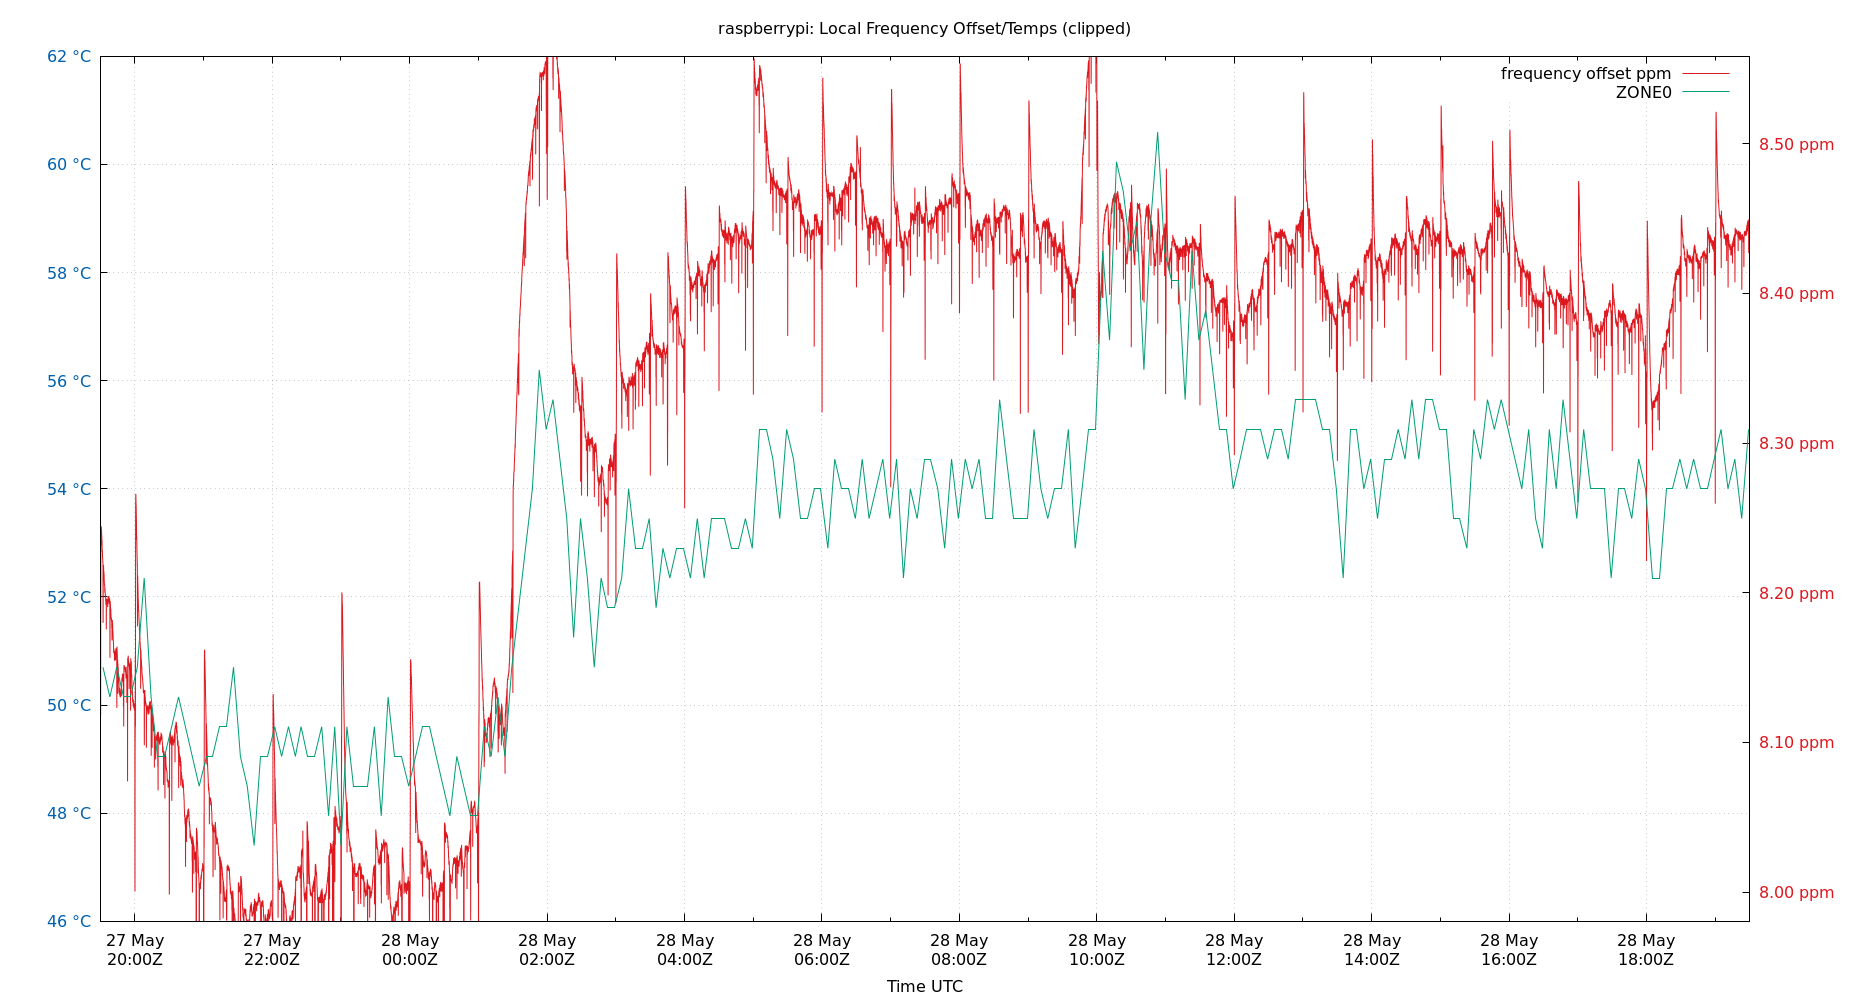 raspberrypi: Local Frequency Offset/Temps (clipped)
62 °C
60 °C
58 °C
56 °C
54 °C
52 °C
50 °C
48 °C
46 °C
frequency offset ppm
ZONE0
8.50 ppm
8.40 ppm
8.30 ppm
8.20 ppm
8.10 ppm
8.00 ppm
27 May 27 May 28 May 28 May 28 May 28 May 28 May 28 May 28 May 28 May 28 May 28 May
20:00Z 22:00Z 00:00Z 02:00Z 04:00Z 06:00Z 08:00Z 10:00Z 12:00Z 14:00Z 16:00Z 18:00Z
Time UTC